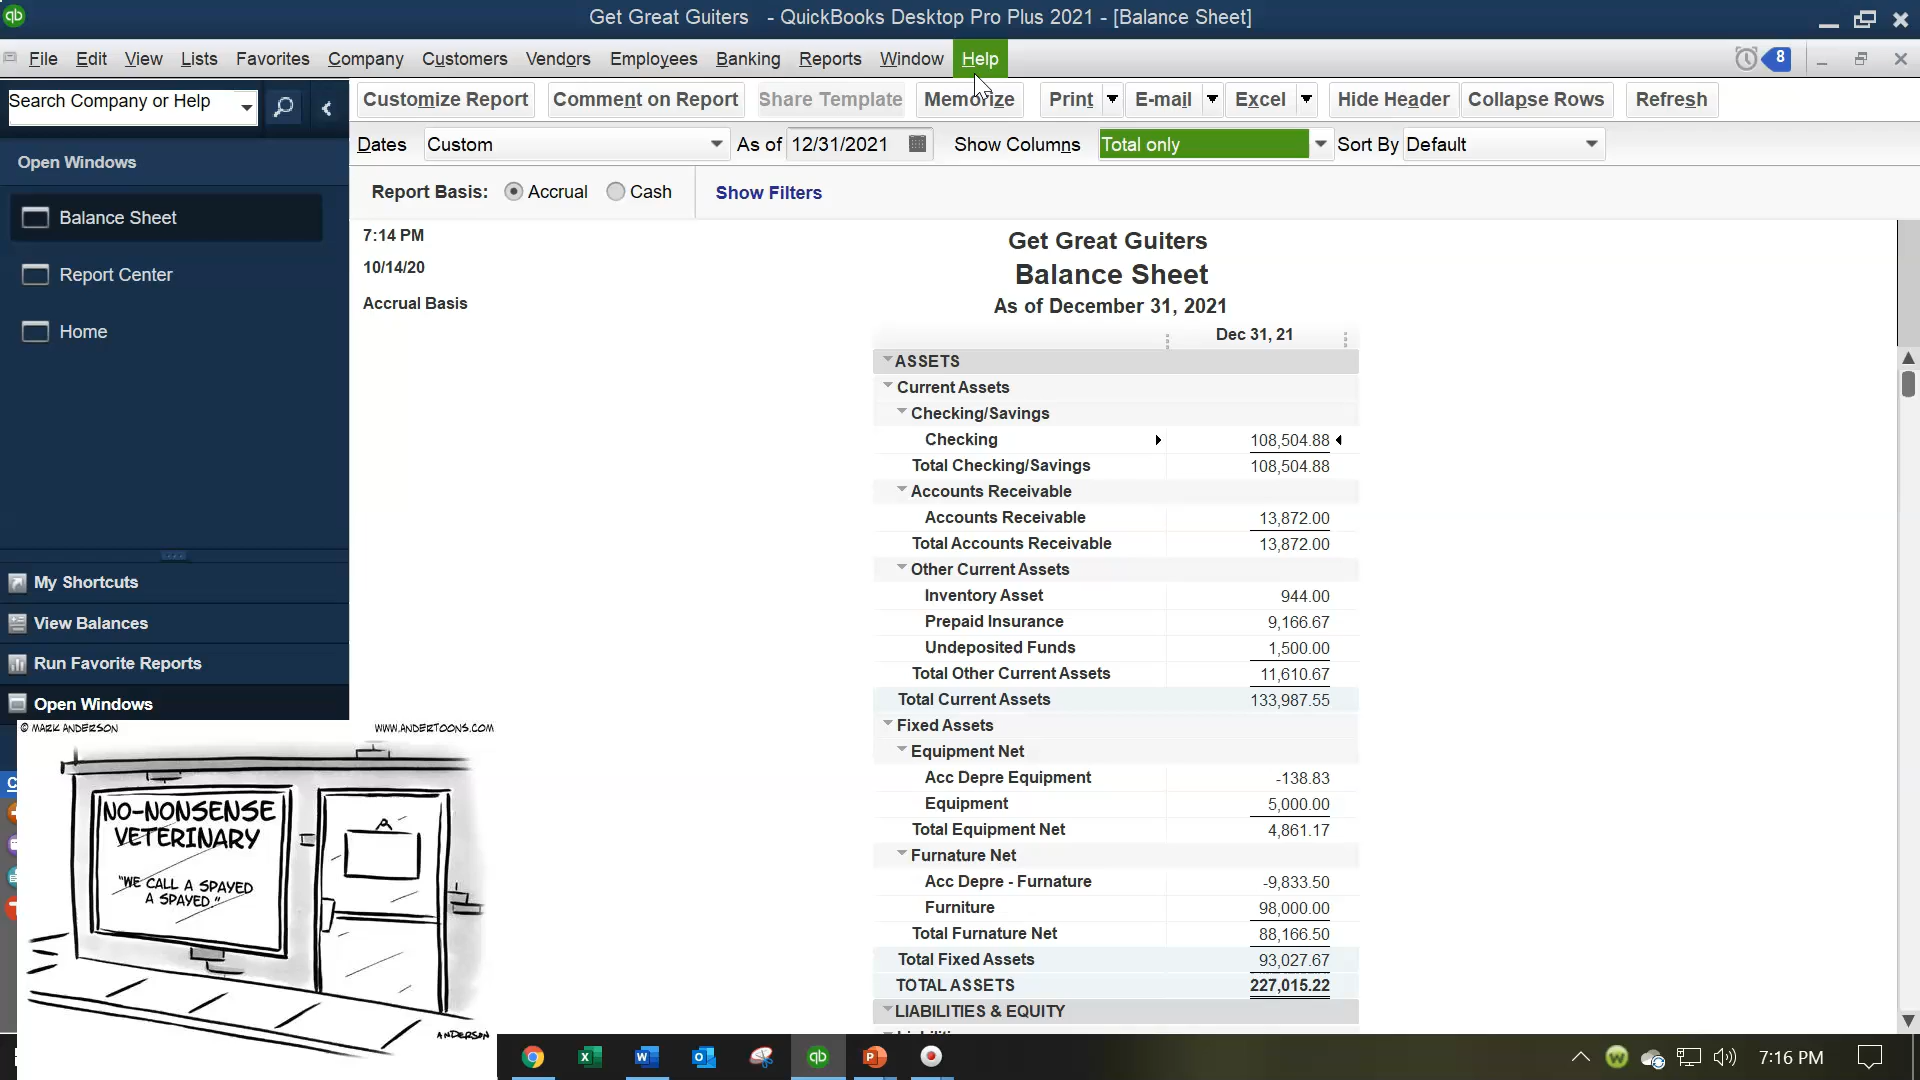 qb
Get Great Guiters - QuickBooks Desktop Pro Plus 2021 - [Balance Sheet]
File Edit View Lists Favorites Company Customers Vendors Employees Banking Reports Window Help 8
Search Company or Help
Customize Report Comment on Report Share Template Memorize Print E-mail Excel Hide Header Collapse Rows Refresh
Dates Custom As of 12/31/2021 Show Columns Total only Sort By Default
Report Basis: Accrual Cash Show Filters
Open Windows
Balance Sheet
Report Center
Home
My Shortcuts
View Balances
Run Favorite Reports
Open Windows
7:14 PM
10/14/20
Accrual Basis
Get Great Guiters
Balance Sheet
As of December 31, 2021
Dec 31, 21
ASSETS
Current Assets
Checking/Savings
Checking 108,504.88
Total Checking/Savings 108,504.88
Accounts Receivable
Accounts Receivable 13,872.00
Total Accounts Receivable 13,872.00
Other Current Assets
Inventory Asset 944.00
Prepaid Insurance 9,166.67
Undeposited Funds 1,500.00
Total Other Current Assets 11,610.67
Total Current Assets 133,987.55
Fixed Assets
Equipment Net
Acc Depre Equipment -138.83
Equipment 5,000.00
Total Equipment Net 4,861.17
Furnature Net
Acc Depre - Furnature -9,833.50
Furniture 98,000.00
Total Furnature Net 88,166.50
Total Fixed Assets 93,027.67
TOTAL ASSETS 227,015.22
LIABILITIES & EQUITY
© MARK ANDERSON WWW.ANDERTOONS.COM
NO-NONSENSE
VETERINARY
"WE CALL A SPAYED
A SPAYED."
ANDERSON
qb
7:16 PM